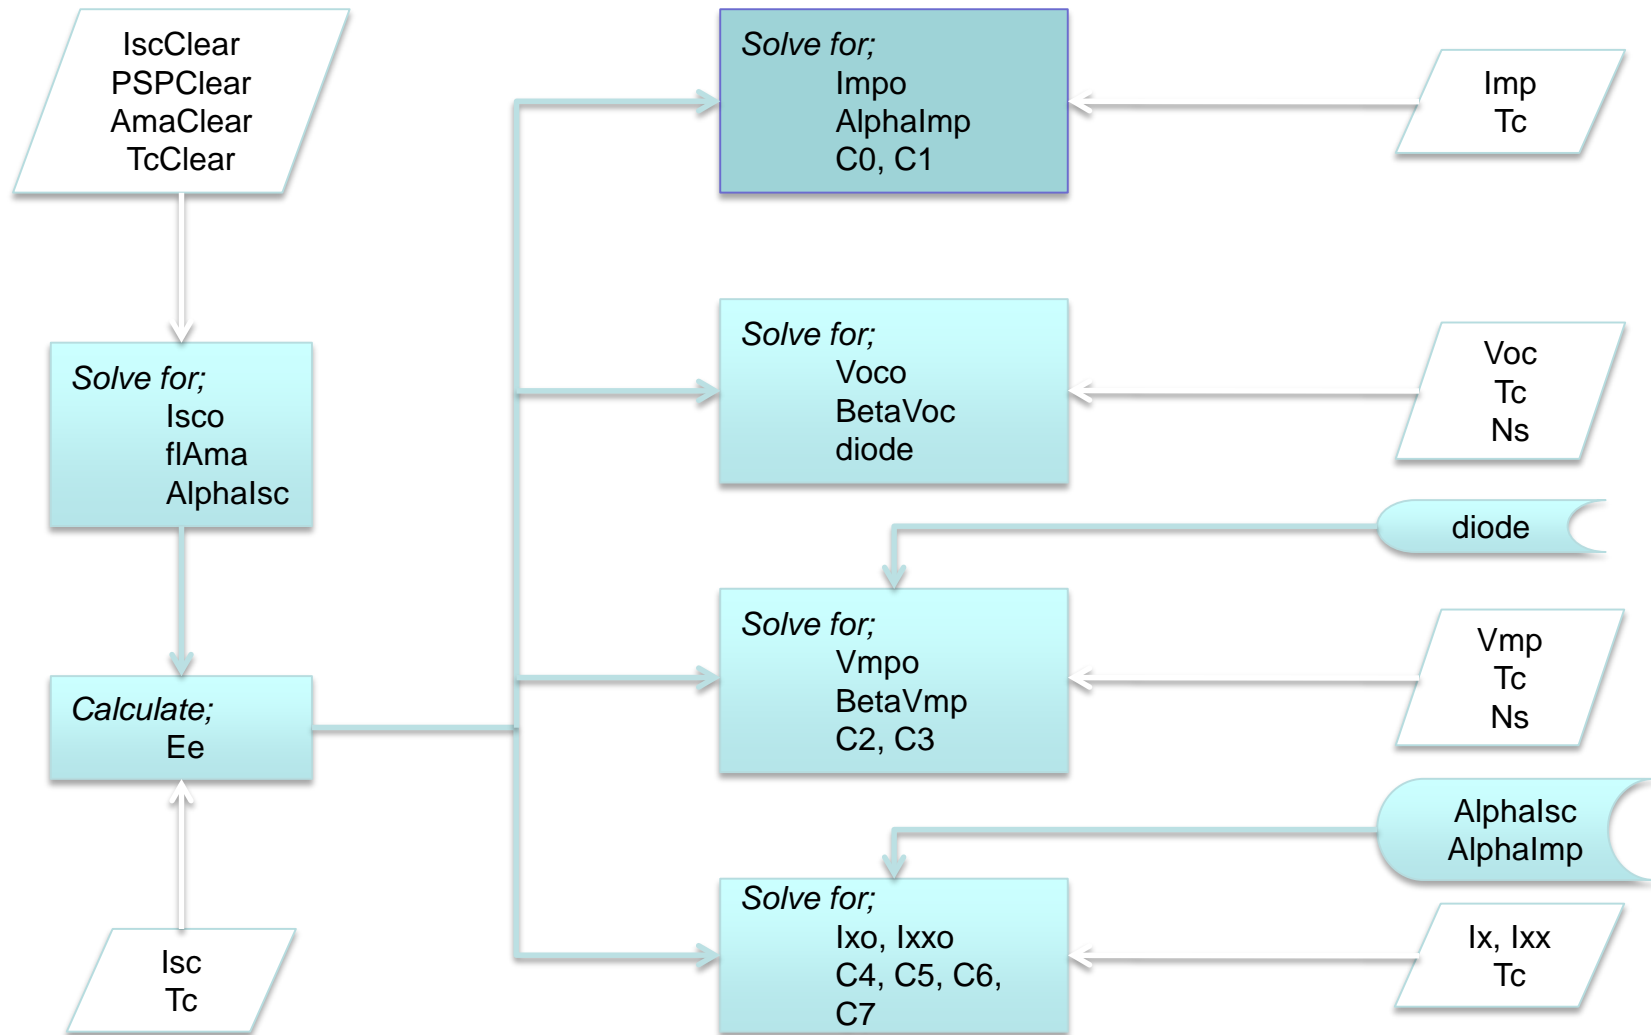 IscClear
PSPClear
AmaClear
TcClear
Solve for;
Isco
flAma
AlphaIsc
Calculate;
Ee
Isc
Tc
Solve for;
Impo
AlphaImp
C0, C1
Imp
Tc
Solve for;
Voco
BetaVoc
diode
Voc
Tc
Ns
diode
Solve for;
Vmpo
BetaVmp
C2, C3
Vmp
Tc
Ns
AlphaIsc
AlphaImp
Solve for;
Ixo, Ixxo
C4, C5, C6,
C7
Ix, Ixx
Tc